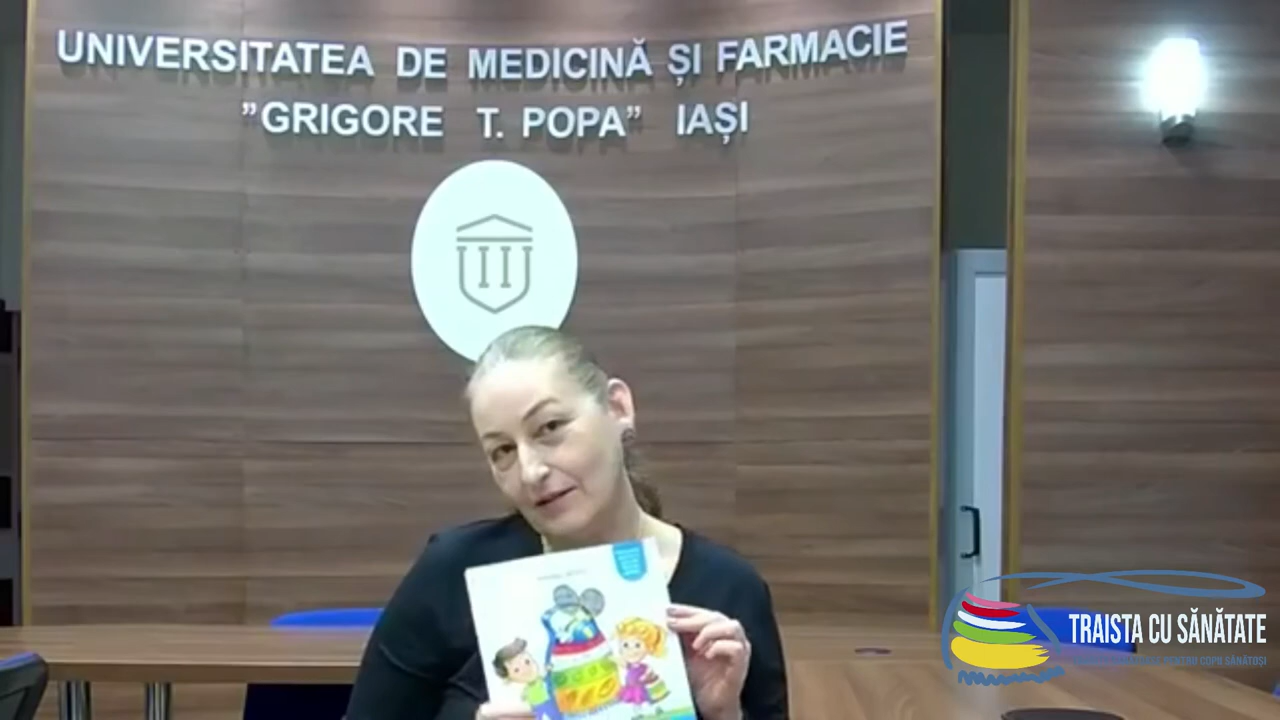 UNIVERSITATEA DE MEDICINĂ ȘI FARMACIE
”GRIGORE T. POPA” IAȘI
TRAISTA CU SĂNĂTATE